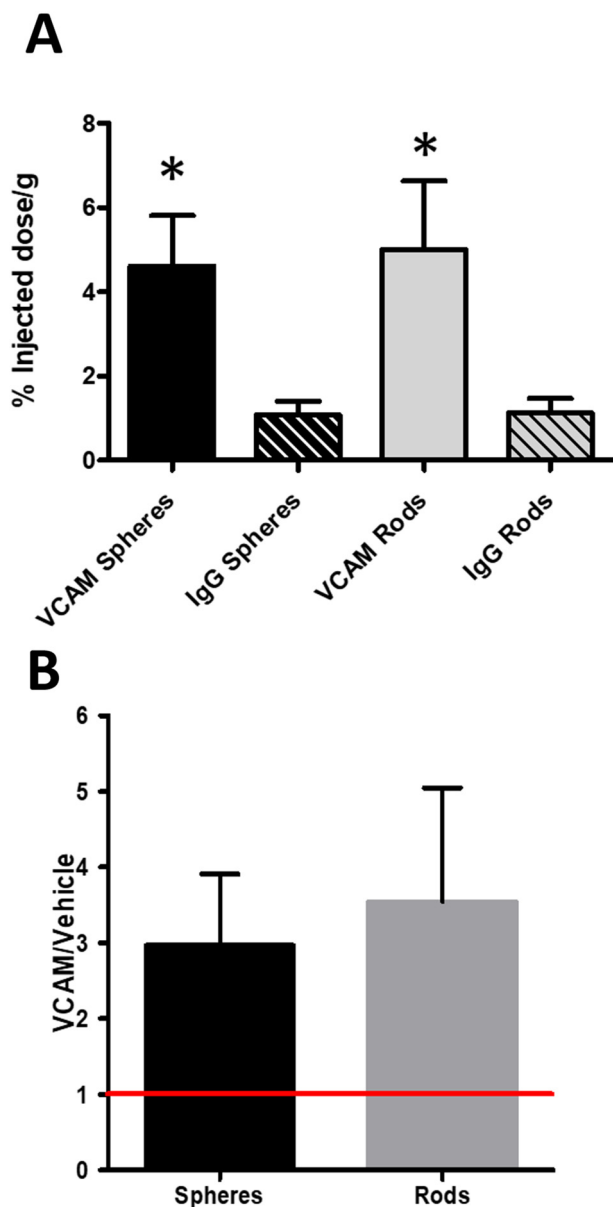 A
% Injected dose/g
8
6
4
2
0
*
*
VCAM Spheres
IgG Spheres
VCAM Rods
IgG Rods
B
VCAM/Vehicle
6
5
4
3
2
1
0
Spheres
Rods